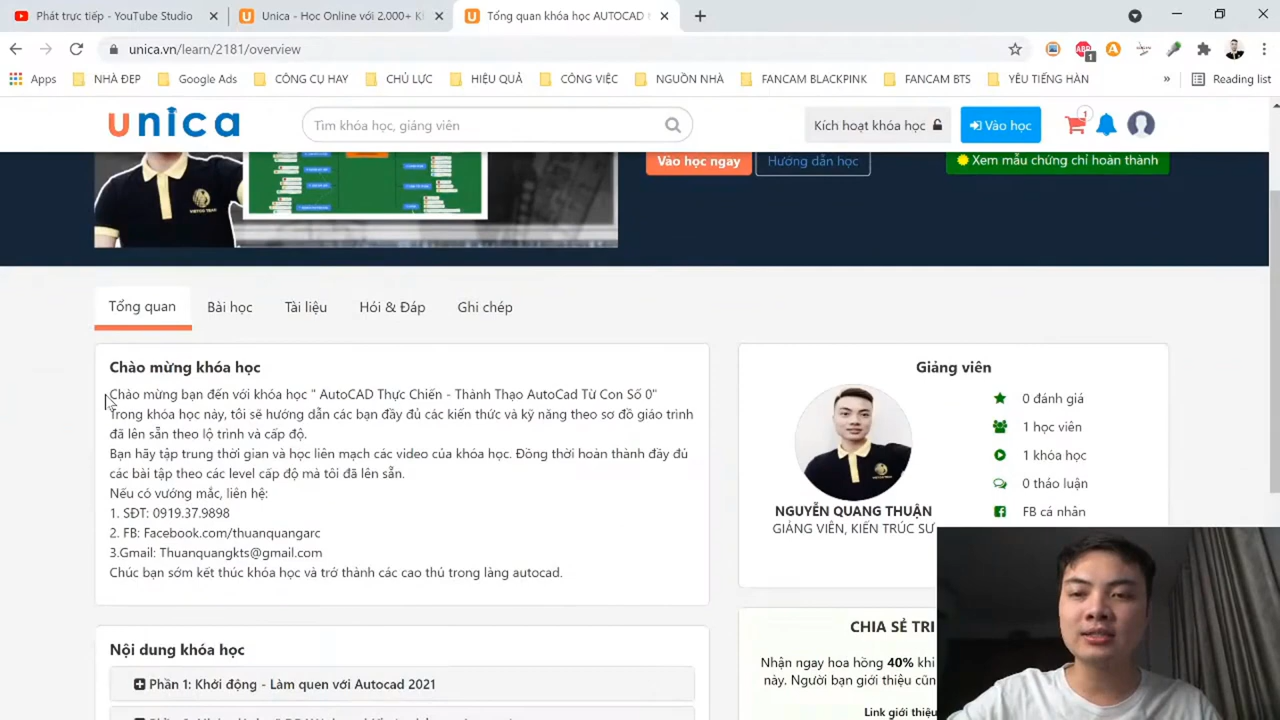 Phát trực tiếp - YouTube Studio
Unica - Học Online với 2.000+ K
Tổng quan khóa học AUTOCAD
unica.vn/learn/2181/overview
1
Apps NHÀ ĐẸP Google Ads CÔNG CỤ HAY CHỦ LỰC HIỆU QUẢ CÔNG VIỆC NGUỒN NHÀ FANCAM BLACKPINK FANCAM BTS YÊU TIẾNG HÀN » Reading list
unica
Tìm khóa học, giảng viên
Kích hoạt khóa học
Vào học
1
Vào học ngay
Hướng dẫn học
Xem mẫu chứng chỉ hoàn thành
Tổng quan Bài học Tài liệu Hỏi & Đáp Ghi chép
Chào mừng khóa học
Chào mừng bạn đến với khóa học " AutoCAD Thực Chiến - Thành Thạo AutoCad Từ Con Số 0"
Trong khóa học này, tôi sẽ hướng dẫn các bạn đầy đủ các kiến thức và kỹ năng theo sơ đồ giáo trình
đã lên sẵn theo lộ trình và cấp độ.
Bạn hãy tập trung thời gian và học liên mạch các video của khóa học. Đồng thời hoàn thành đầy đủ
các bài tập theo các level cấp độ mà tôi đã lên sẵn.
Nếu có vướng mắc, liên hệ:
1. SĐT: 0919.37.9898
2. FB: Facebook.com/thuanquangarc
3.Gmail: Thuanquangkts@gmail.com
Chúc bạn sớm kết thúc khóa học và trở thành các cao thủ trong làng autocad.
Giảng viên
NGUYỄN QUANG THUẬN
GIẢNG VIÊN, KIẾN TRÚC SƯ
0 đánh giá
1 học viên
1 khóa học
0 thảo luận
FB cá nhân
Nội dung khóa học
Phần 1: Khởi động - Làm quen với Autocad 2021
CHIA SẺ TRI
Nhận ngay hoa hồng 40% khi
này. Người bạn giới thiệu cũn
Link giới thiệu